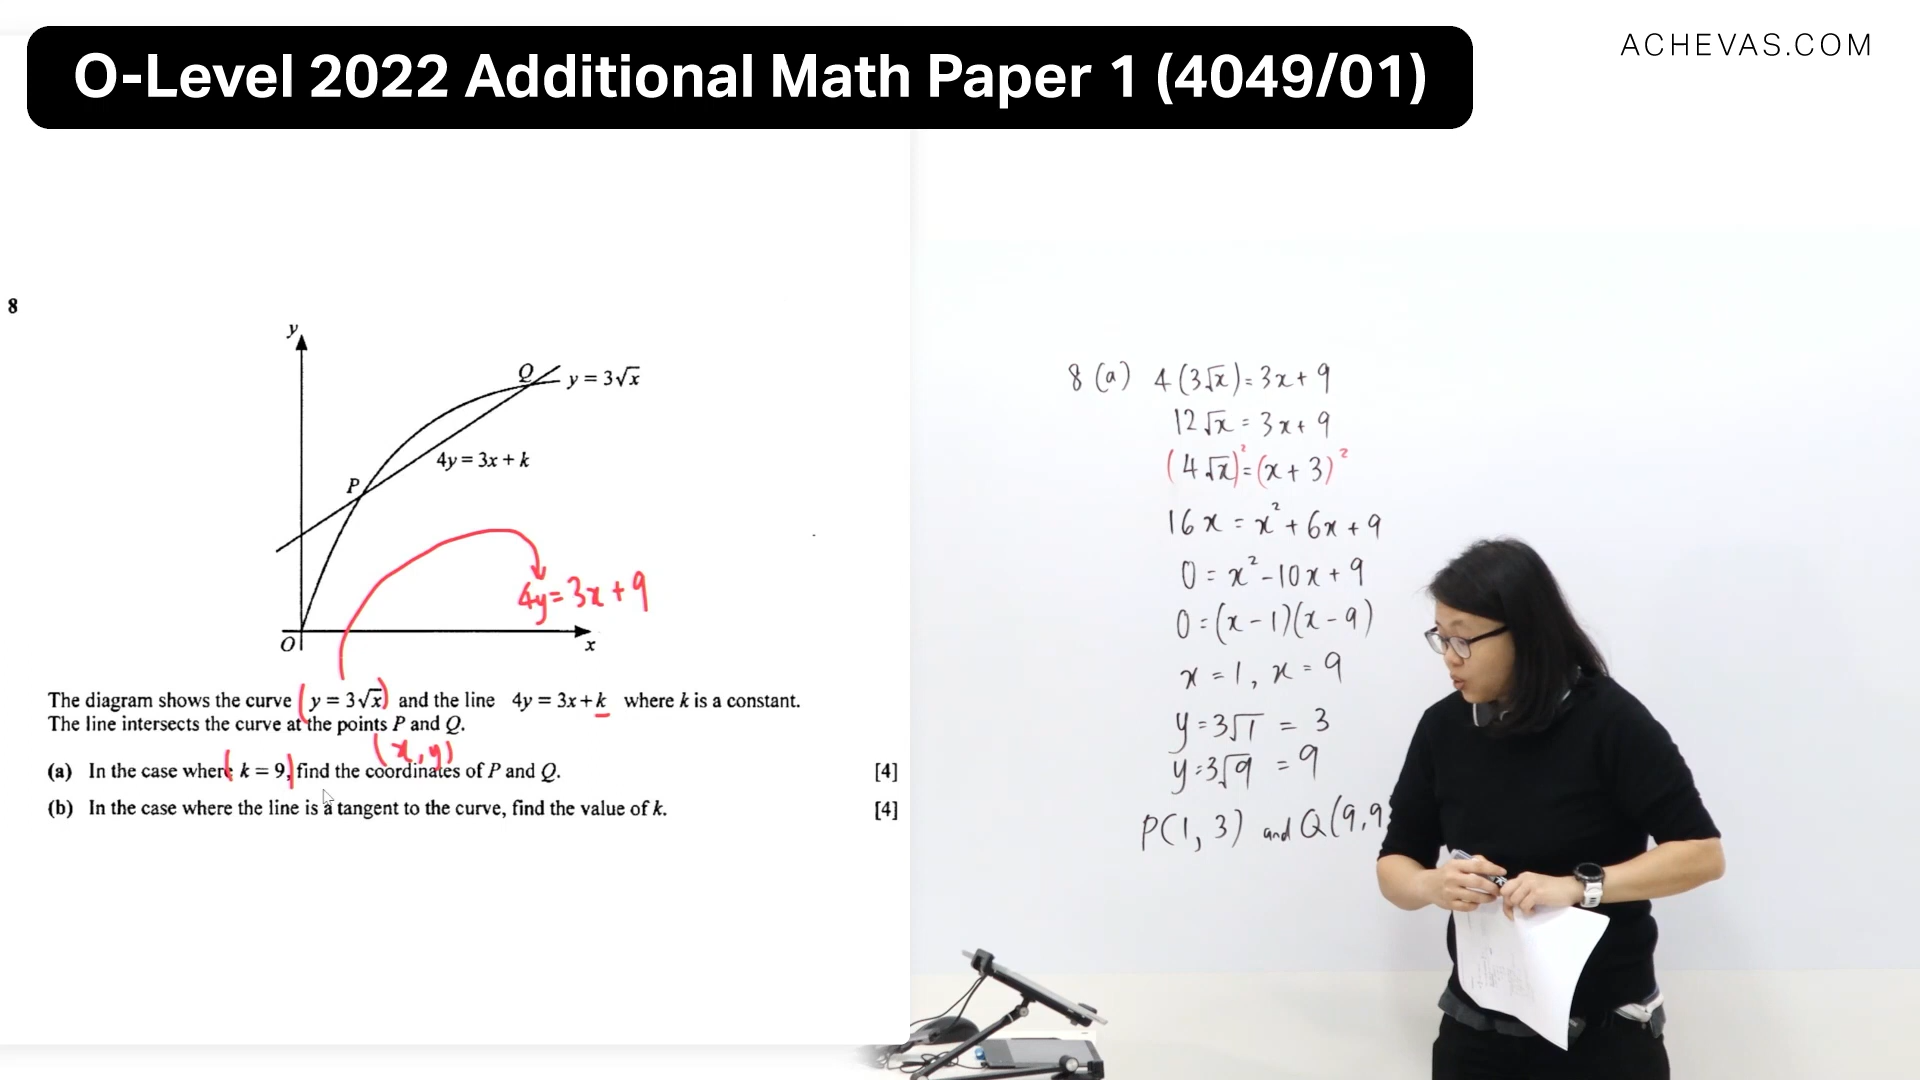 O-Level 2022 Additional Math Paper 1 (4049/01)
ACHEVAS.COM
8
y
Q
y = 3√x
4y = 3x + k
P
4y = 3x + 9
O
x
The diagram shows the curve (y = 3√x) and the line 4y = 3x + k where k is a constant.
The line intersects the curve at the points P and Q.
(x, y)
(a) In the case where (k = 9,) find the coordinates of P and Q. [4]
(b) In the case where the line is a tangent to the curve, find the value of k. [4]
8 (a) 4(3√x) = 3x + 9
12√x = 3x + 9
(4√x)² = (x + 3)²
16x = x² + 6x + 9
0 = x² - 10x + 9
0 = (x - 1)(x - 9)
x = 1, x = 9
y = 3√1 = 3
y = 3√9 = 9
P(1, 3) and Q(9, 9